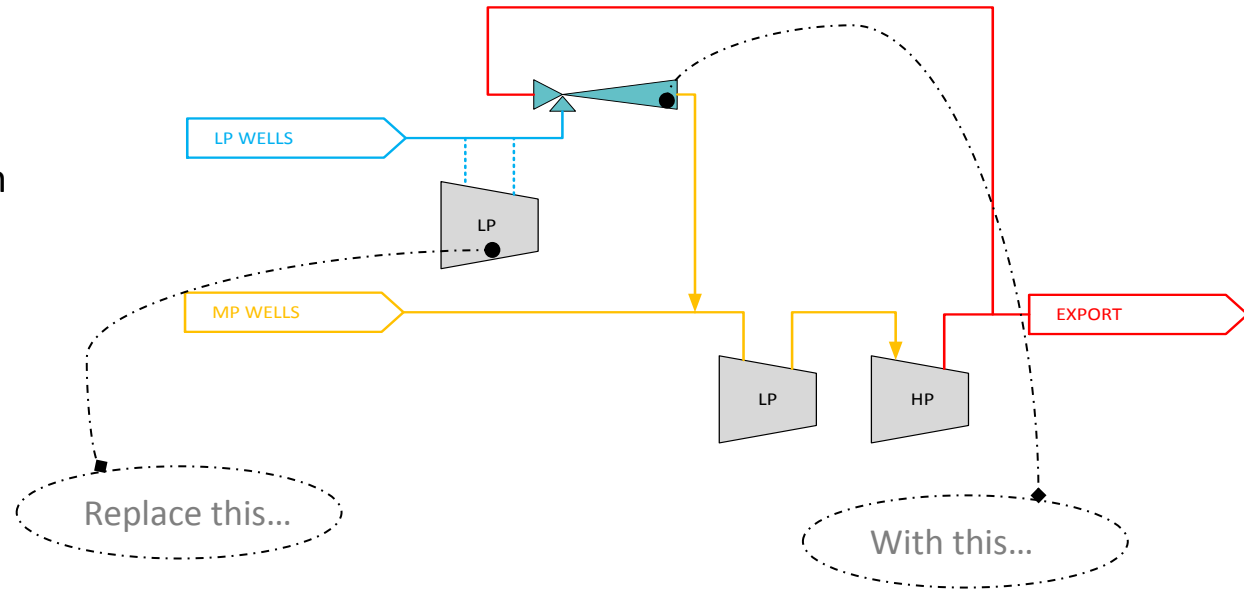 LP WELLS
n
LP
MP WELLS
EXPORT
LP
HP
Replace this...
With this...